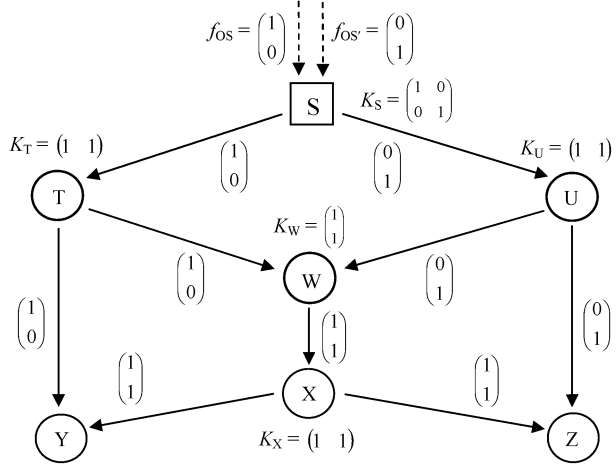 f_OS = (1
0)
f_OS′ = (0
1)
S
K_S = (1 0
0 1)
K_T = (1 1)
(1
0)
(0
1)
K_U = (1 1)
T
U
K_W = (1
1)
(1
0)
W
(0
1)
(1
0)
(1
1)
(0
1)
(1
1)
(1
1)
X
Y
K_X = (1 1)
Z